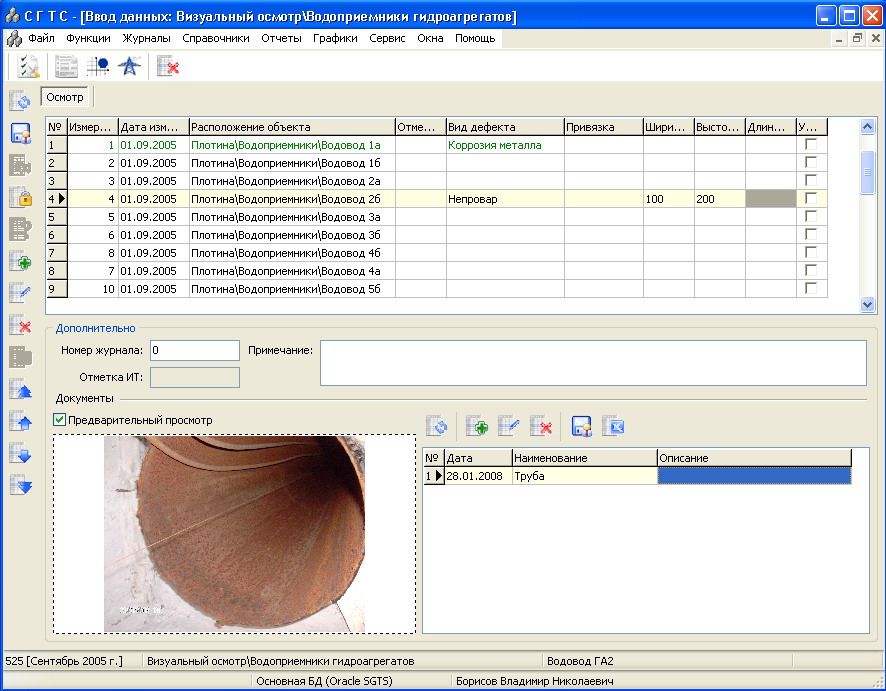 С Г Т С - [Ввод данных: Визуальный осмотр\Водоприемники гидроагрегатов]
Файл Функции Журналы Справочники Отчеты Графики Сервис Окна Помощь
Осмотр
№ Измер... Дата изм... Расположение объекта Отме... Вид дефекта Привязка Шири... Высто... Длин... У...
1 1 01.09.2005 Плотина\Водоприемники\Водовод 1а Коррозия металла
2 2 01.09.2005 Плотина\Водоприемники\Водовод 1б
3 3 01.09.2005 Плотина\Водоприемники\Водовод 2а
4 4 01.09.2005 Плотина\Водоприемники\Водовод 2б Непровар 100 200
5 5 01.09.2005 Плотина\Водоприемники\Водовод 3а
6 6 01.09.2005 Плотина\Водоприемники\Водовод 3б
7 8 01.09.2005 Плотина\Водоприемники\Водовод 4б
8 7 01.09.2005 Плотина\Водоприемники\Водовод 4а
9 10 01.09.2005 Плотина\Водоприемники\Водовод 5б
Дополнительно
Номер журнала: 0 Примечание:
Отметка ИТ:
Документы
Предварительный просмотр
№ Дата Наименование Описание
1 28.01.2008 Труба
525 [Сентябрь 2005 г.] Визуальный осмотр\Водоприемники гидроагрегатов Водовод ГА2
Основная БД (Oracle SGTS) Борисов Владимир Николаевич